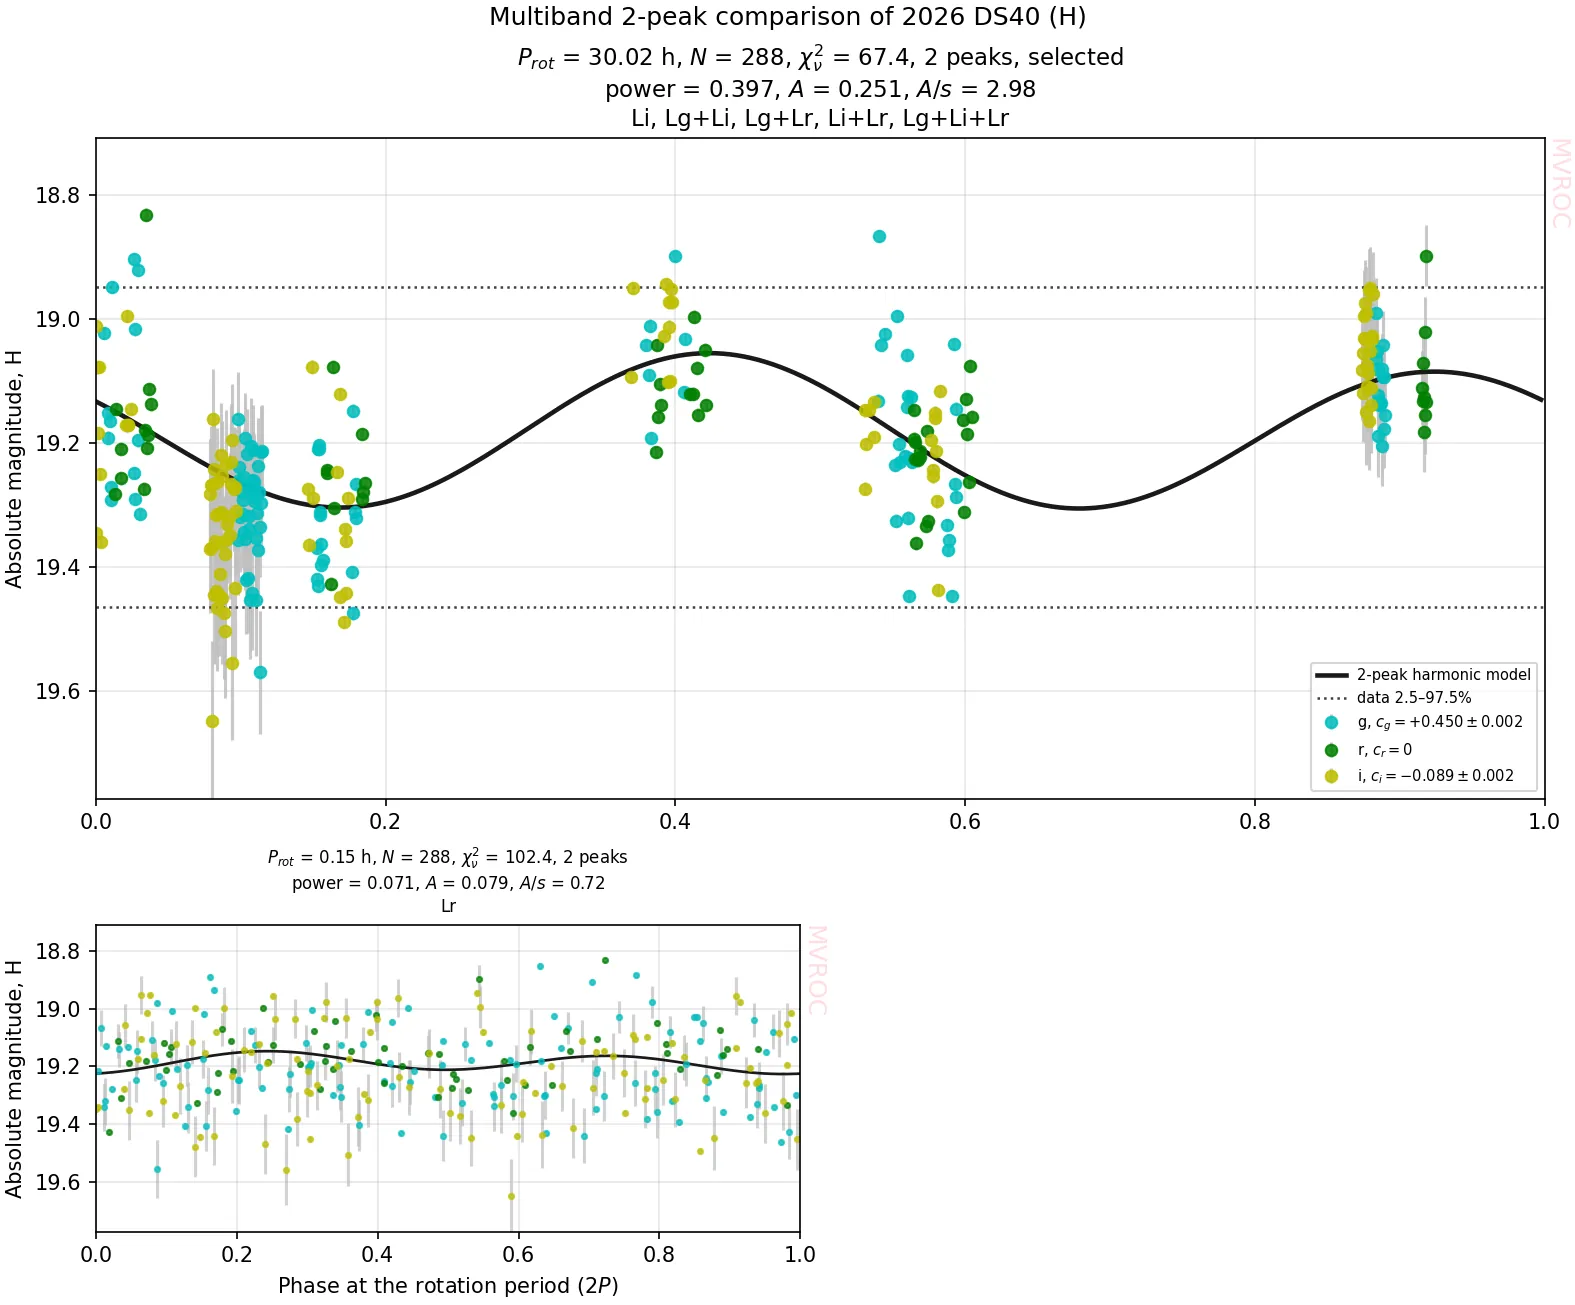 Multiband 2-peak comparison of 2026 DS40 (H)
P_rot = 30.02 h, N = 288, χ²_ν = 67.4, 2 peaks, selected
power = 0.397, A = 0.251, A/s = 2.98
Li, Lg+Li, Lg+Lr, Li+Lr, Lg+Li+Lr
MVROC
Absolute magnitude, H
18.8
19.0
19.2
19.4
19.6
2-peak harmonic model
data 2.5–97.5%
g, c_g = +0.450 ± 0.002
r, c_r = 0
i, c_i = −0.089 ± 0.002
0.0 0.2 0.4 0.6 0.8 1.0
P_rot = 0.15 h, N = 288, χ²_ν = 102.4, 2 peaks
power = 0.071, A = 0.079, A/s = 0.72
Lr
MVROC
Absolute magnitude, H
18.8
19.0
19.2
19.4
19.6
0.0 0.2 0.4 0.6 0.8 1.0
Phase at the rotation period (2P)